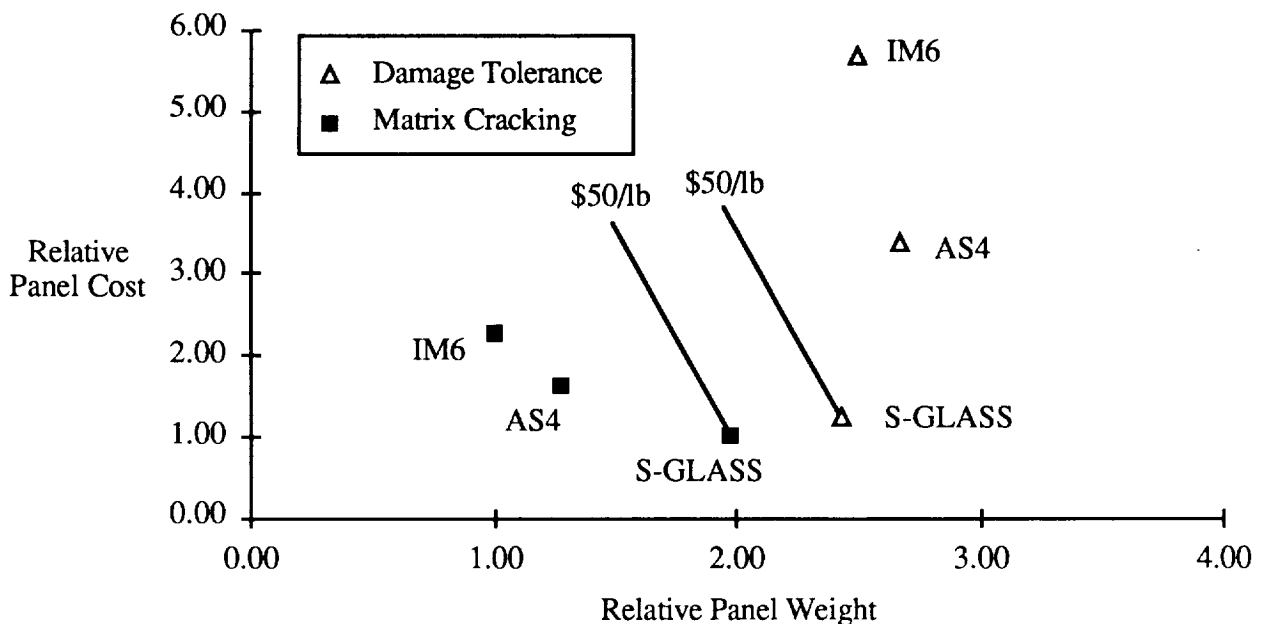 6.00
IM6
Damage Tolerance
5.00
Matrix Cracking
4.00
$50/lb
$50/lb
Relative
Panel Cost
AS4
3.00
IM6
2.00
AS4
S-GLASS
1.00
S-GLASS
0.00
0.00 1.00 2.00 3.00 4.00
Relative Panel Weight